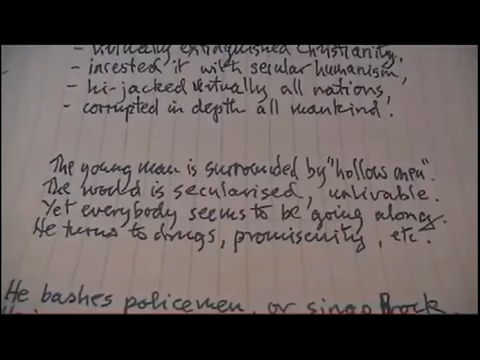 - virtually extinguished Christianity,
- infested it with secular humanism,
- hi-jacked virtually all nations,
- corrupted in depth all mankind!
The young man is surrounded by "hollow men".
The world is secularised, unlivable.
Yet everybody seems to be going along.
He turns to drugs, promiscuity, etc.
He bashes policemen, or sings Rock